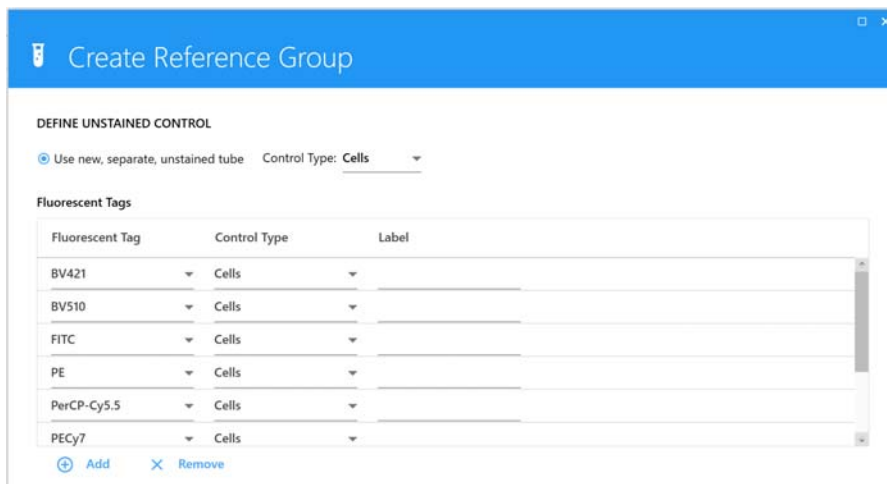 Create Reference Group
DEFINE UNSTAINED CONTROL
Use new, separate, unstained tube Control Type: Cells
Fluorescent Tags
Fluorescent Tag Control Type Label
BV421 Cells
BV510 Cells
FITC Cells
PE Cells
PerCP-Cy5.5 Cells
PECy7 Cells
Add Remove